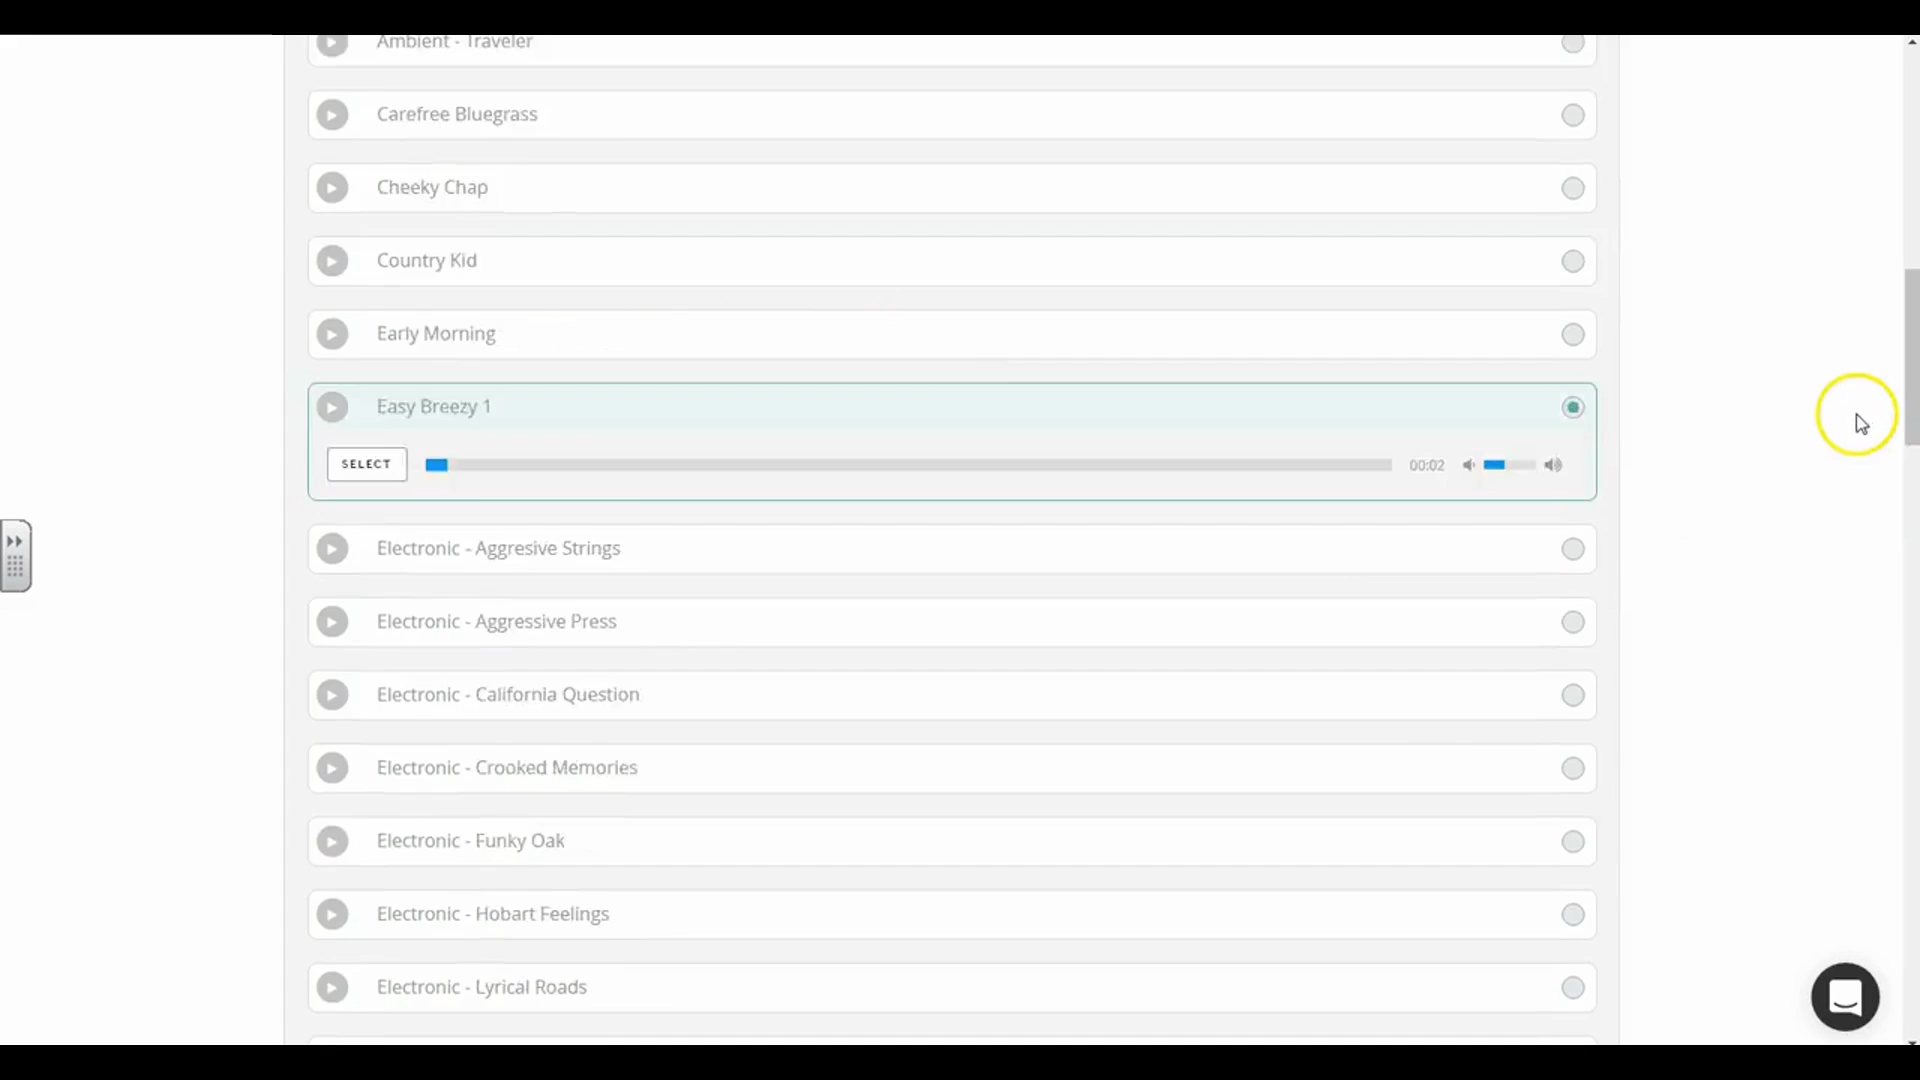 Ambient - Traveler
Carefree Bluegrass
Cheeky Chap
Country Kid
Early Morning
Easy Breezy 1
SELECT 00:02
Electronic - Aggresive Strings
Electronic - Aggressive Press
Electronic - California Question
Electronic - Crooked Memories
Electronic - Funky Oak
Electronic - Hobart Feelings
Electronic - Lyrical Roads